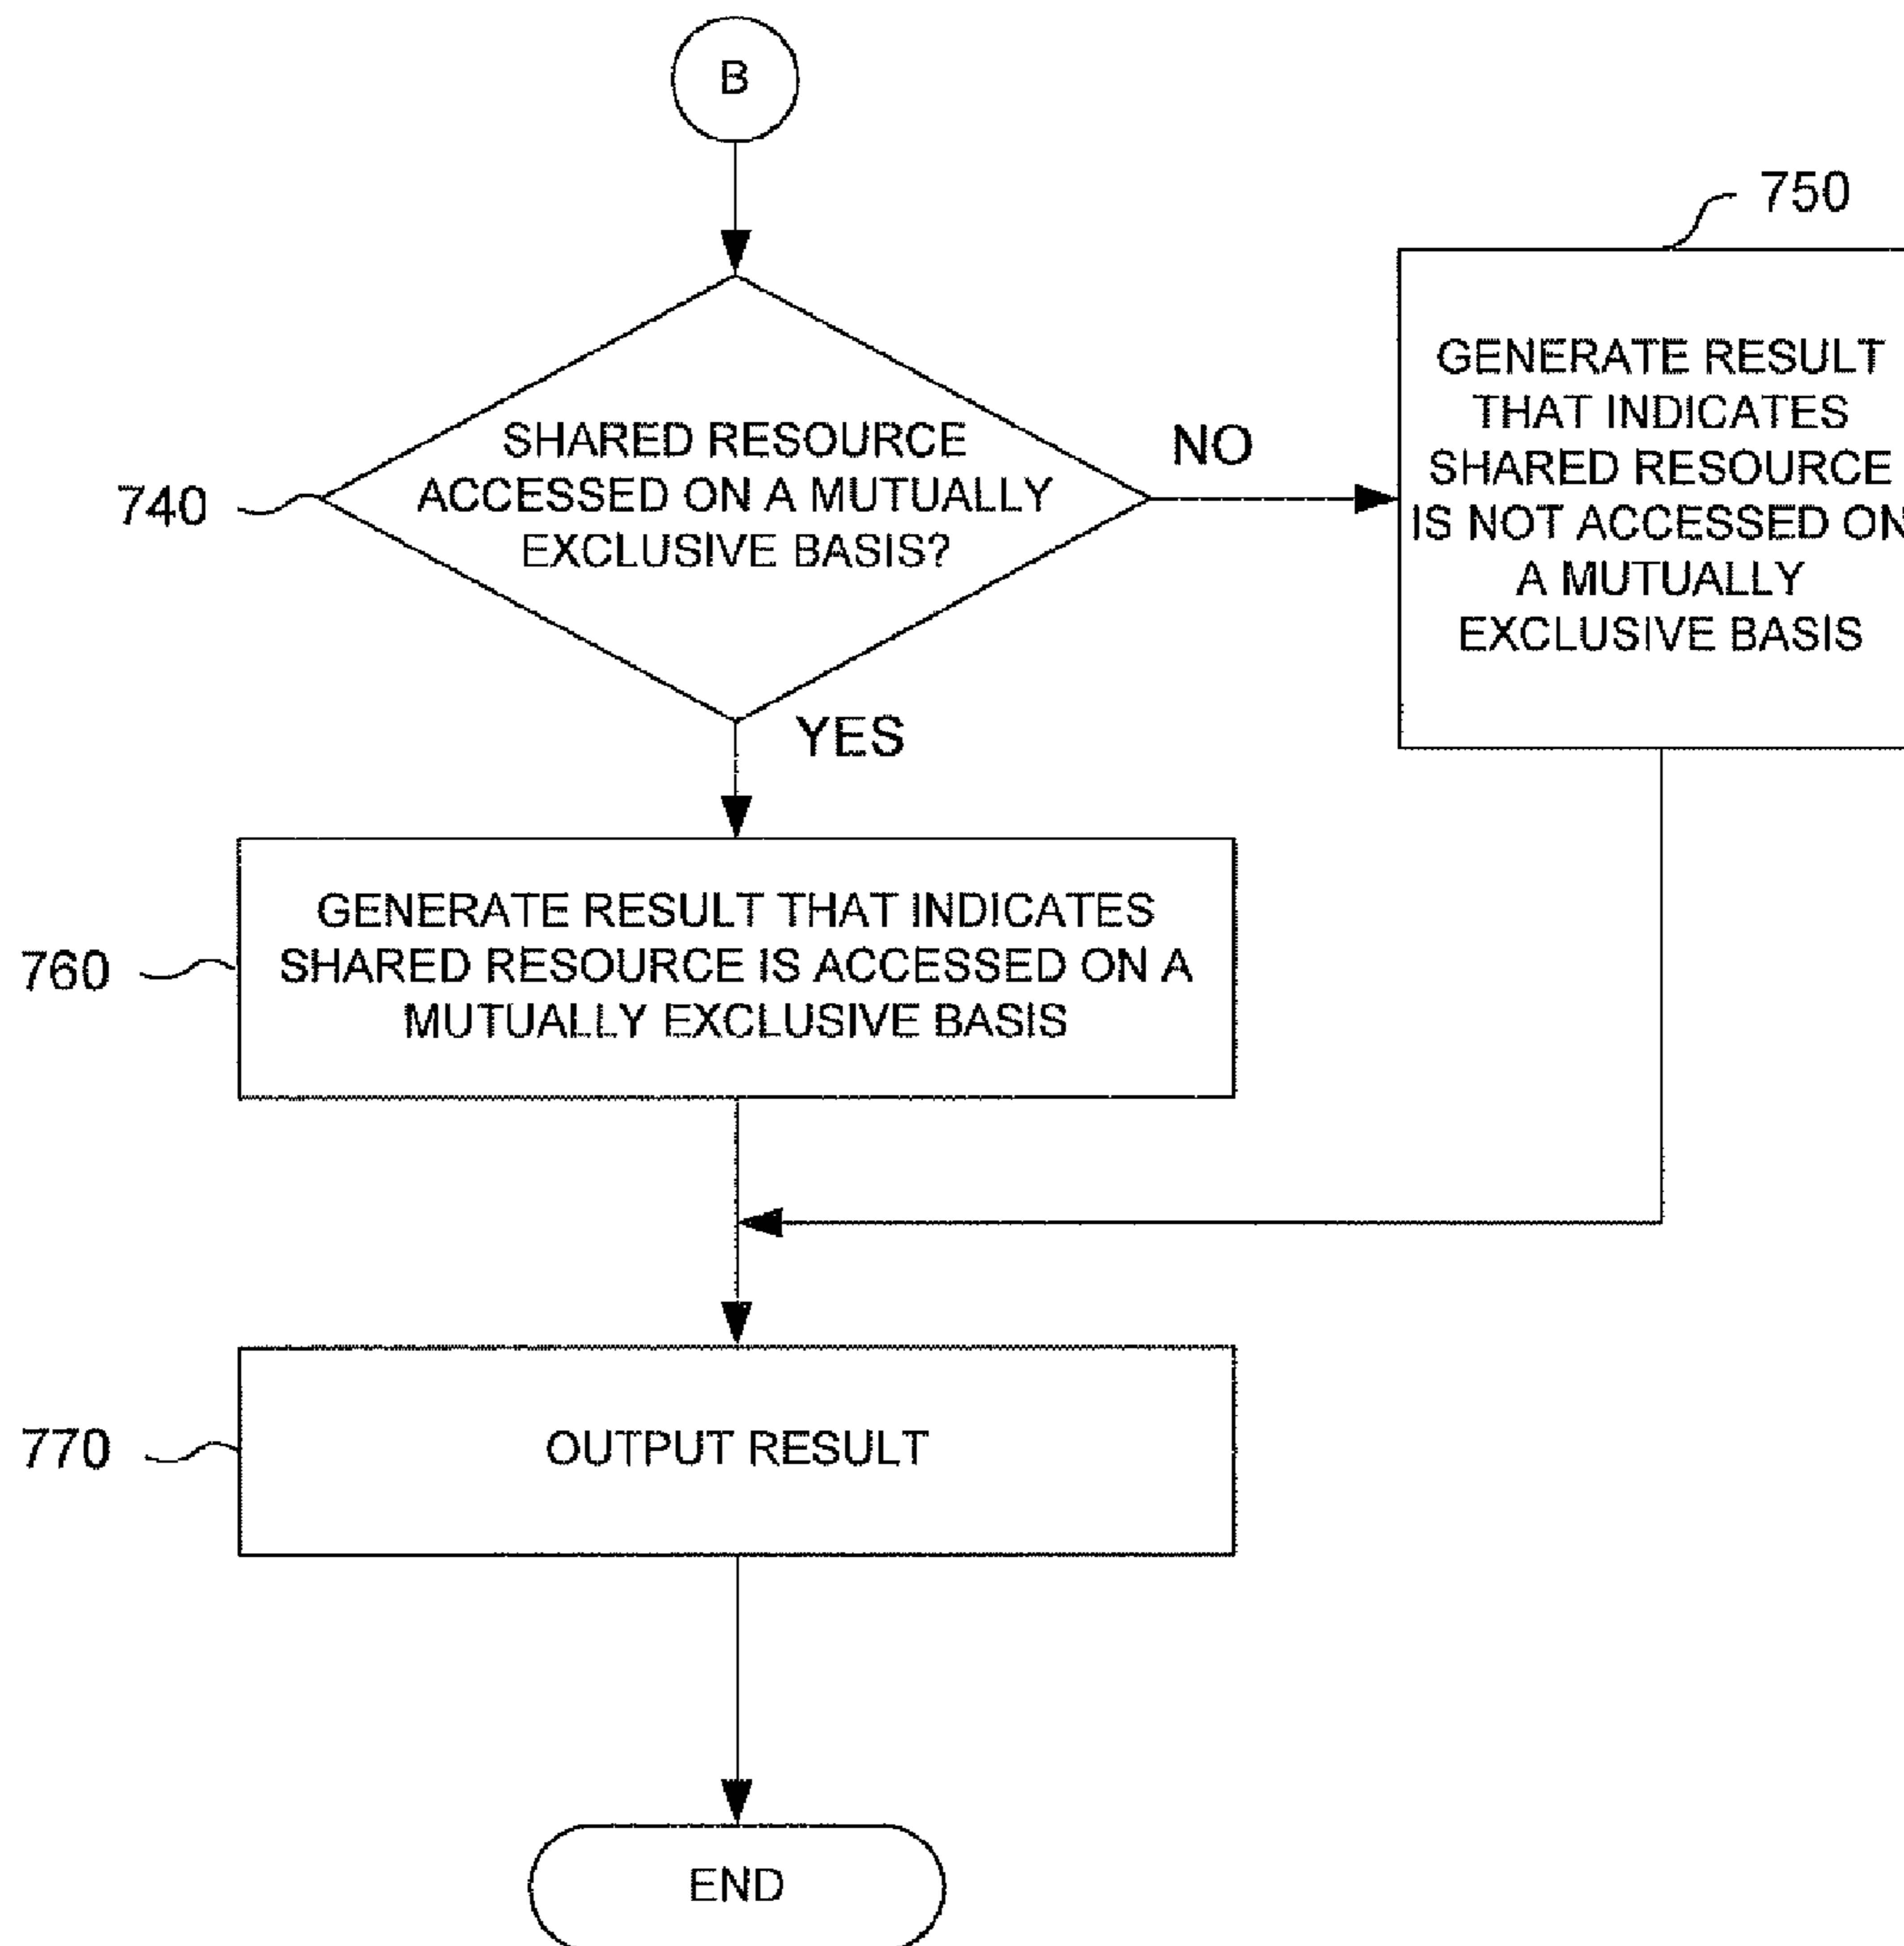 B
750
GENERATE RESULT
THAT INDICATES
SHARED RESOURCE
IS NOT ACCESSED ON
A MUTUALLY
EXCLUSIVE BASIS
NO
SHARED RESOURCE
ACCESSED ON A MUTUALLY
EXCLUSIVE BASIS?
740
YES
GENERATE RESULT THAT INDICATES
SHARED RESOURCE IS ACCESSED ON A
MUTUALLY EXCLUSIVE BASIS
760
OUTPUT RESULT
770
END